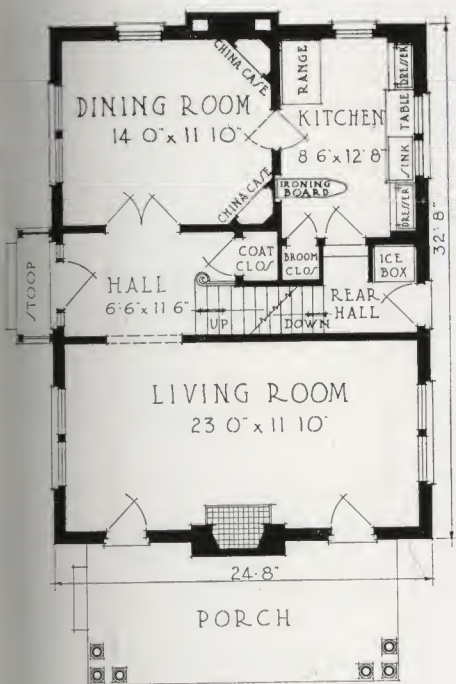 CHINA CASE
RANGE
DRESSER
DINING ROOM
14 0" x 11 10"
KITCHEN
8 6" x 12' 8"
TABLE
SINK
IRONING
BOARD
CHINA CASE
DRESSER
32'-8"
STOOP
HALL
6'-6" x 11 6"
COAT
CLOS
BROOM
CLOS
ICE
BOX
REAR
HALL
UP
DOWN
LIVING ROOM
23 0" x 11 10"
24'-8"
PORCH